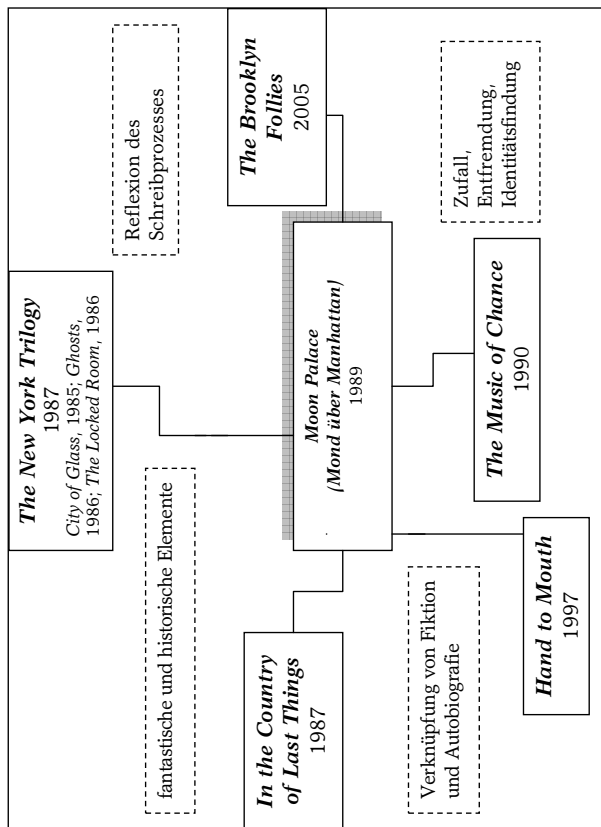 The New York Trilogy
1987
City of Glass, 1985; Ghosts,
1986; The Locked Room, 1986
fantastische und historische Elemente
Reflexion des
Schreibprozesses
In the Country
of Last Things
1987
Moon Palace
(Mond über Manhattan)
1989
The Brooklyn
Follies
2005
Verknüpfung von Fiktion
und Autobiografie
Hand to Mouth
1997
The Music of Chance
1990
Zufall,
Entfremdung,
Identitätsfindung